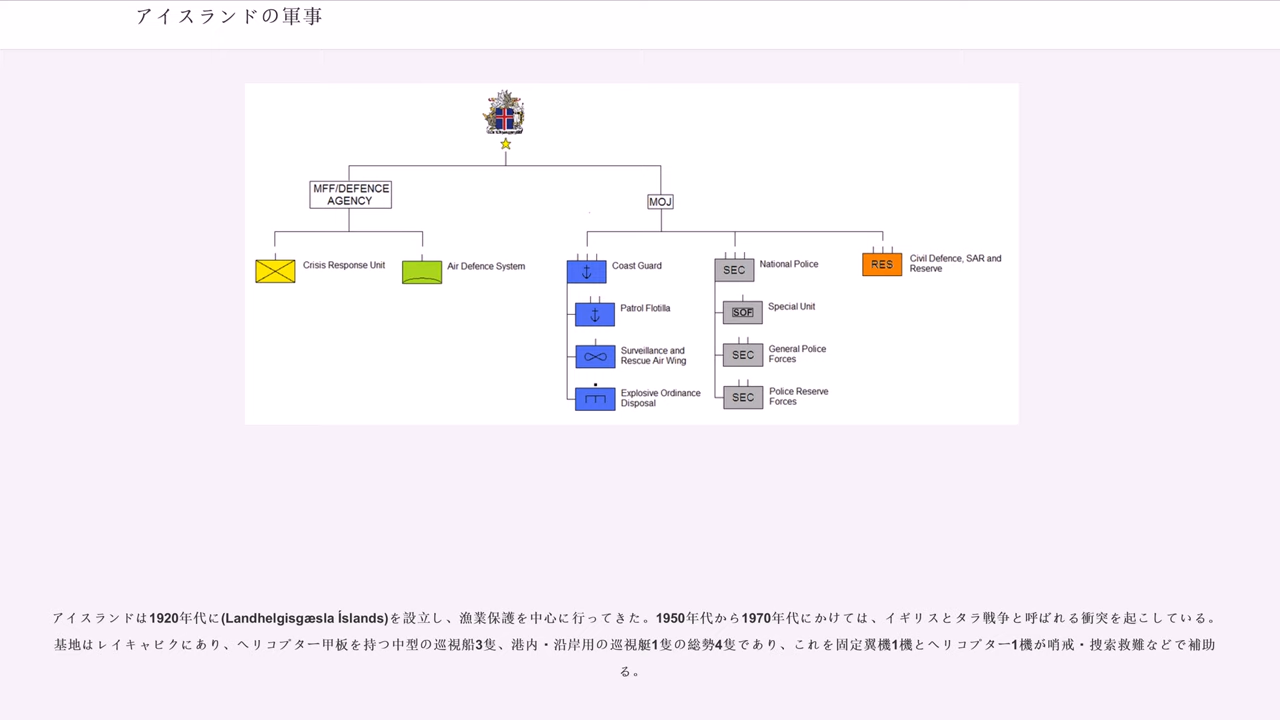 アイスランドの軍事
MFF/DEFENCE
AGENCY
MOJ
Crisis Response Unit
Air Defence System
Coast Guard
SEC
National Police
RES
Civil Defence, SAR and
Reserve
Patrol Flotilla
SOF
Special Unit
Surveillance and
Rescue Air Wing
SEC
General Police
Forces
Explosive Ordinance
Disposal
SEC
Police Reserve
Forces
アイスランドは1920年代に(Landhelgisgæsla Íslands)を設立し、漁業保護を中心に行ってきた。1950年代から1970年代にかけては、イギリスとタラ戦争と呼ばれる衝突を起こしている。
基地はレイキャビクにあり、ヘリコプター甲板を持つ中型の巡視船3隻、港内・沿岸用の巡視艇1隻の総勢4隻であり、これを固定翼機1機とヘリコプター1機が哨戒・捜索救難などで補助
る。